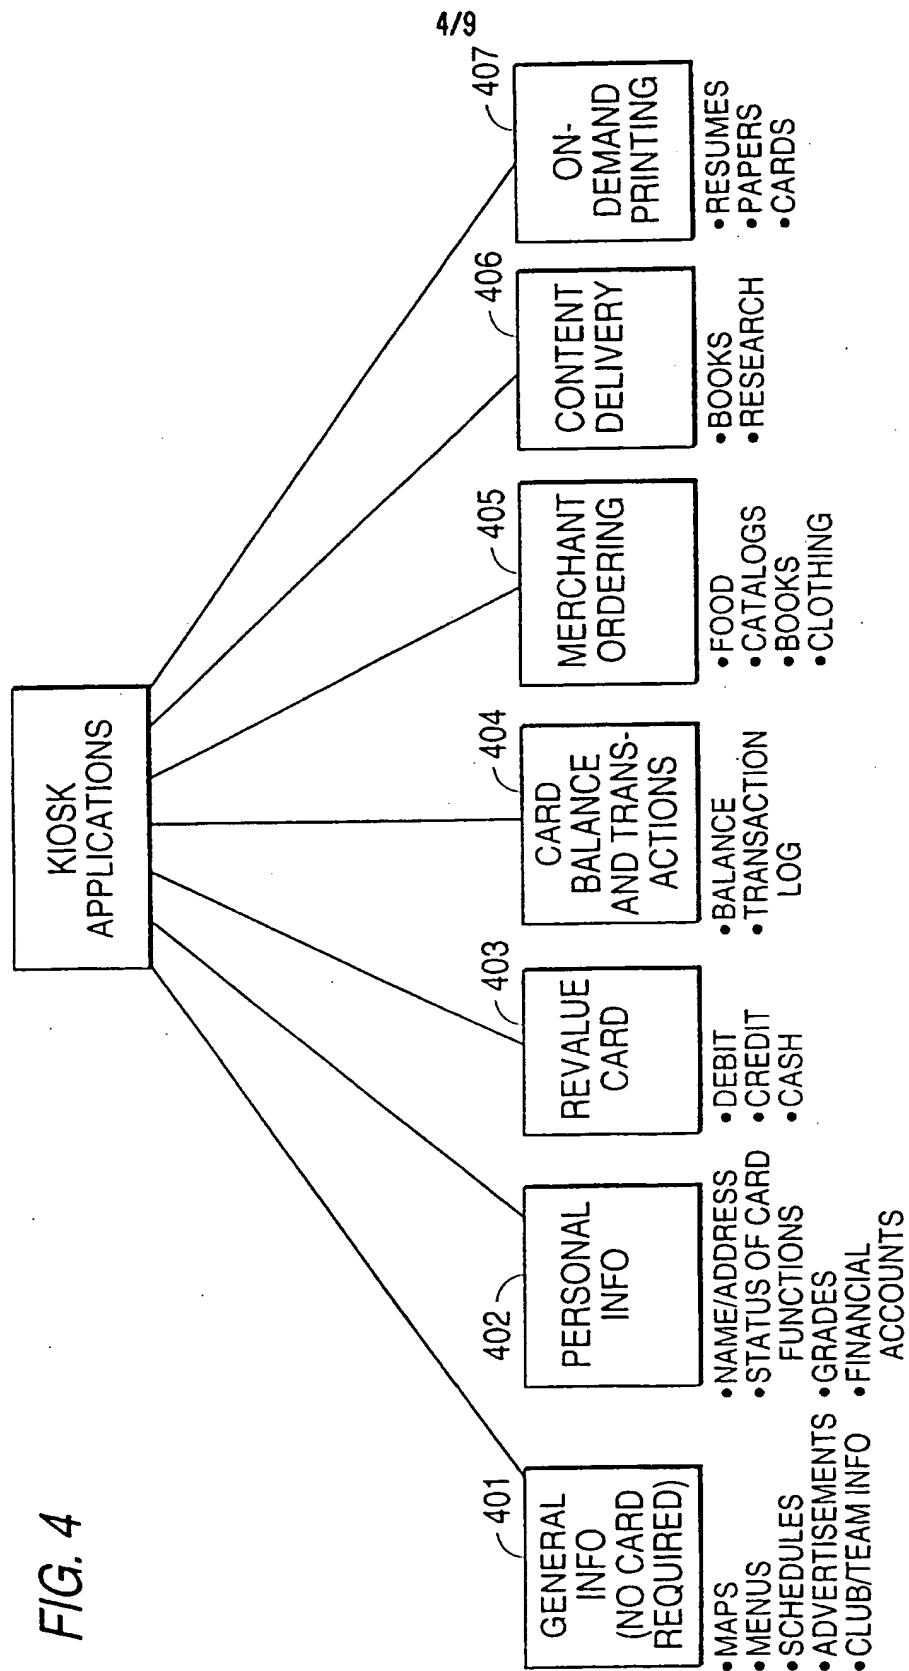 4/9
FIG. 4
KIOSK
APPLICATIONS
401
GENERAL
INFO
(NO CARD
REQUIRED)
•MAPS
•MENUS
•SCHEDULES
•ADVERTISEMENTS
•CLUB/TEAM INFO
402
PERSONAL
INFO
•NAME/ADDRESS
•STATUS OF CARD
FUNCTIONS
•GRADES
•FINANCIAL
ACCOUNTS
403
REVALUE
CARD
•DEBIT
•CREDIT
•CASH
404
CARD
BALANCE
AND TRANS-
ACTIONS
•BALANCE
•TRANSACTION
LOG
405
MERCHANT
ORDERING
•FOOD
•CATALOGS
•BOOKS
•CLOTHING
406
CONTENT
DELIVERY
•BOOKS
•RESEARCH
407
ON-
DEMAND
PRINTING
•RESUMES
•PAPERS
•CARDS